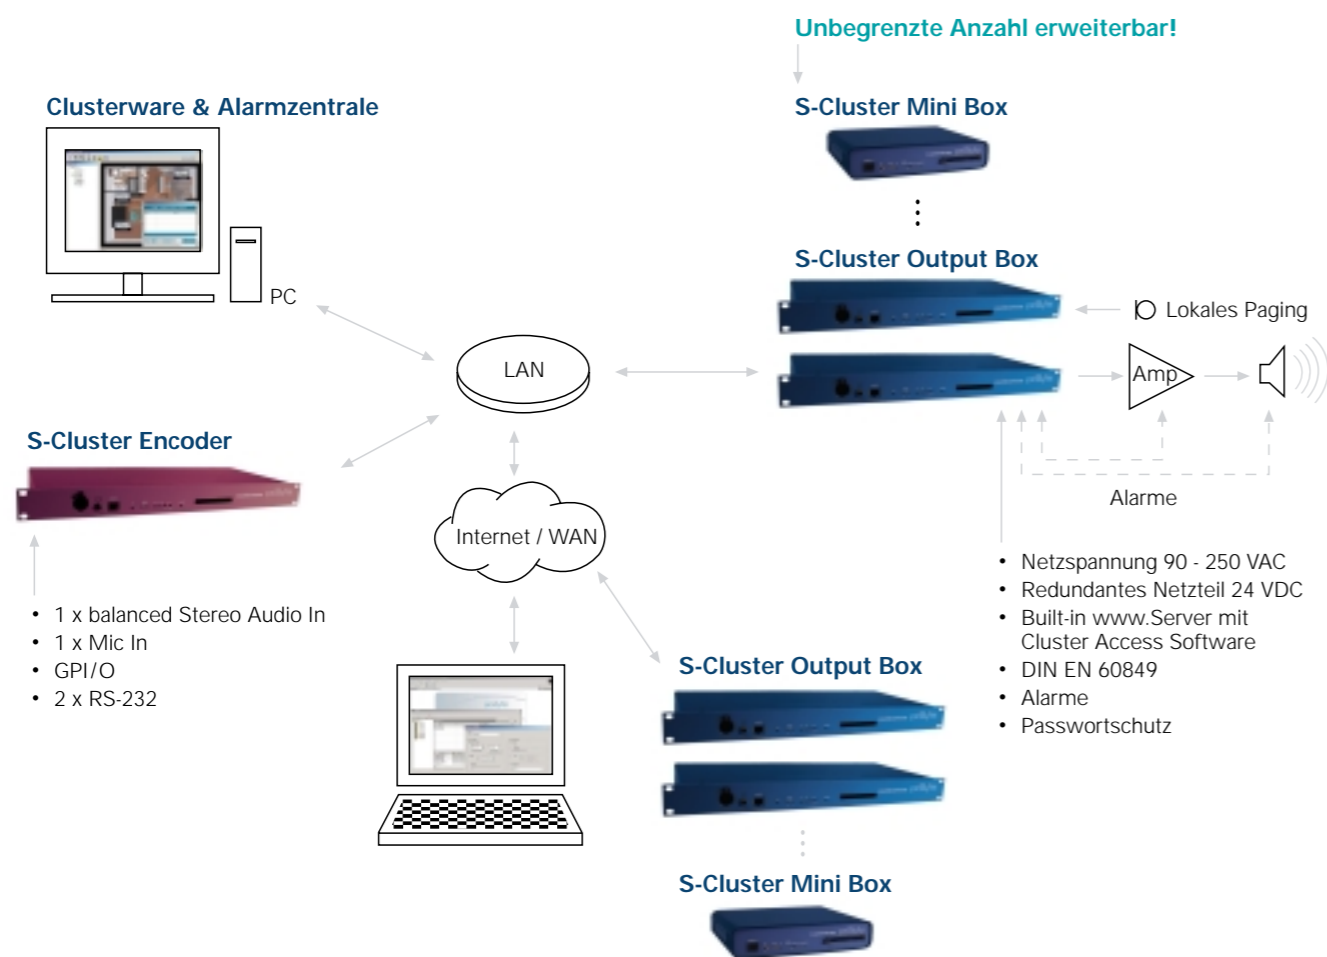 Unbegrenzte Anzahl erweiterbar!
Clusterware & Alarmzentrale
S-Cluster Mini Box
S-Cluster Output Box
PC
Lokales Paging
LAN
Amp
S-Cluster Encoder
Alarme
Internet / WAN
• Netzspannung 90 - 250 VAC
• Redundantes Netzteil 24 VDC
• Built-in www.Server mit
Cluster Access Software
• DIN EN 60849
• Alarme
• Passwortschutz
• 1 x balanced Stereo Audio In
• 1 x Mic In
• GPI/O
• 2 x RS-232
S-Cluster Output Box
S-Cluster Mini Box